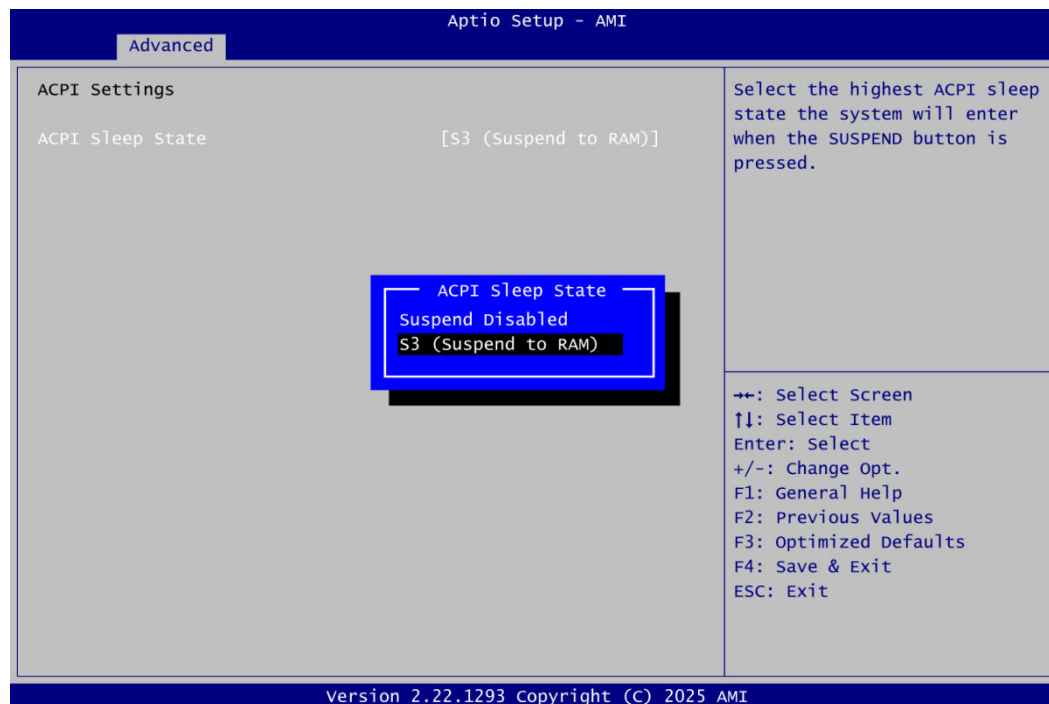 Aptio Setup - AMI
Advanced
ACPI Settings
ACPI Sleep State [S3 (Suspend to RAM)]
Select the highest ACPI sleep
state the system will enter
when the SUSPEND button is
pressed.
ACPI Sleep State
Suspend Disabled
S3 (Suspend to RAM)
→←: Select Screen
↑↓: Select Item
Enter: Select
+/-: Change Opt.
F1: General Help
F2: Previous Values
F3: Optimized Defaults
F4: Save & Exit
ESC: Exit
Version 2.22.1293 Copyright (C) 2025 AMI